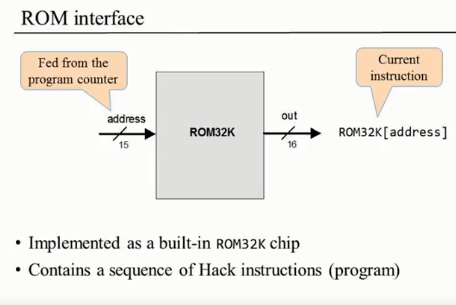 ROM interface
Fed from the
program counter
Current
instruction
address
15
ROM32K
out
16
ROM32K[address]
• Implemented as a built-in ROM32K chip
• Contains a sequence of Hack instructions (program)